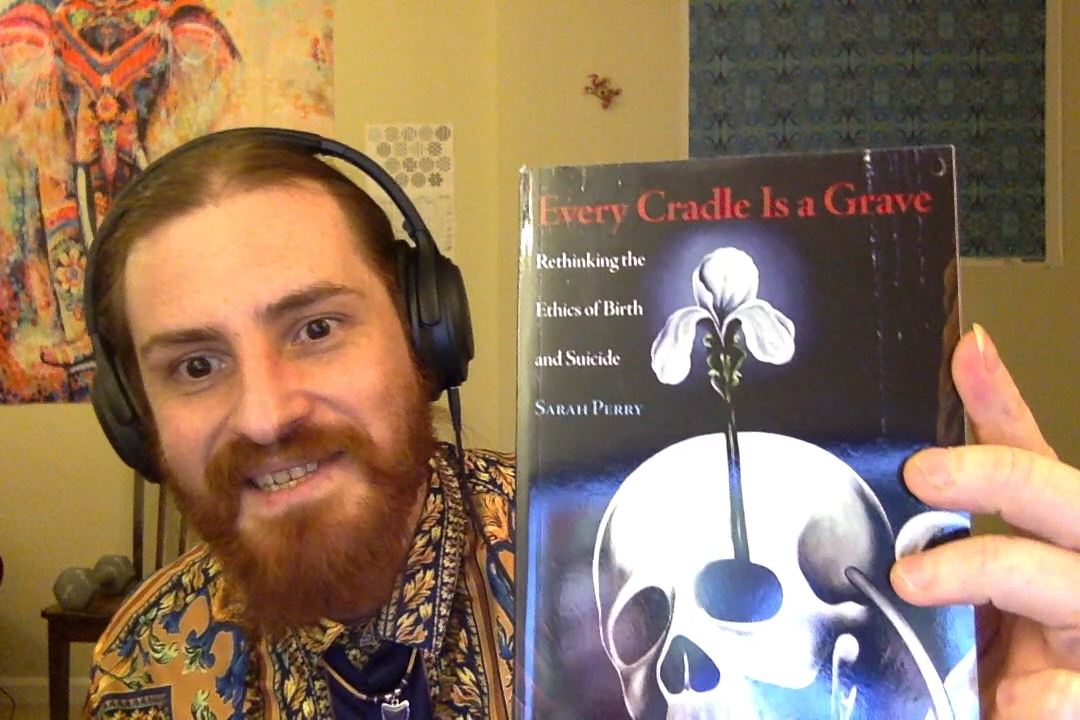 Every Cradle Is a Grave
Rethinking the
Ethics of Birth
and Suicide
SARAH PERRY